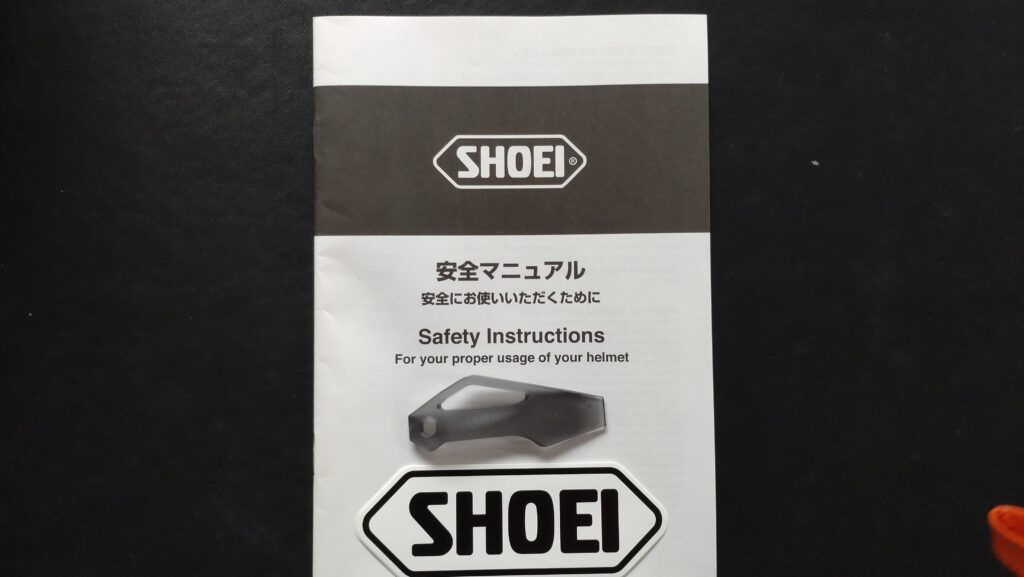 SHOEI®
安全マニュアル
安全にお使いいただくために
Safety Instructions
For your proper usage of your helmet
SHOEI